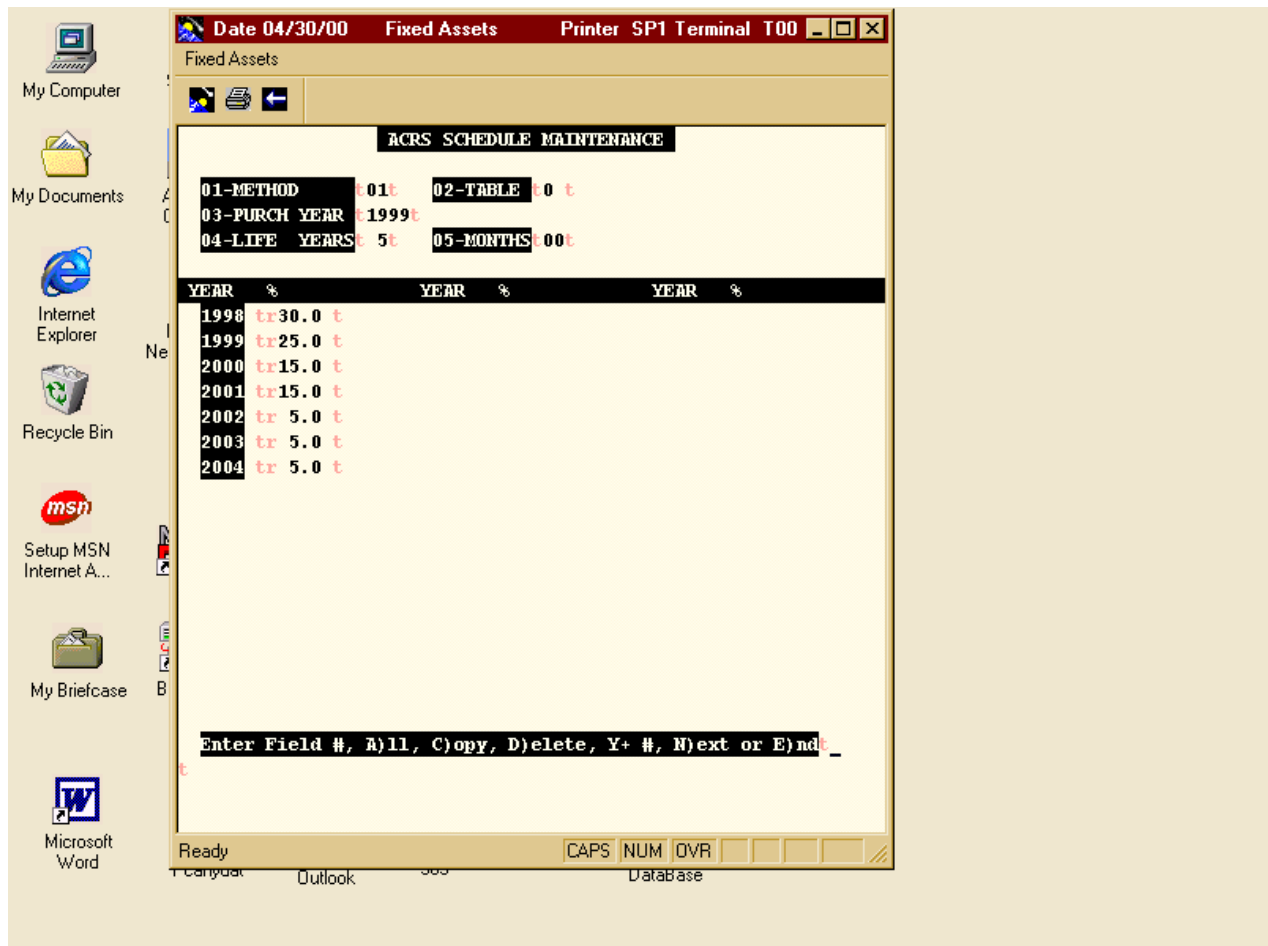 Date 04/30/00 Fixed Assets Printer SP1 Terminal T00
Fixed Assets
ACRS SCHEDULE MAINTENANCE
01-METHOD t01t 02-TABLE t0 t
03-PURCH YEAR t1999t
04-LIFE YEARSt 5t 05-MONTHSt00t
YEAR % YEAR % YEAR %
1998 tr30.0 t
1999 tr25.0 t
2000 tr15.0 t
2001 tr15.0 t
2002 tr 5.0 t
2003 tr 5.0 t
2004 tr 5.0 t
Enter Field #, A)ll, C)opy, D)elete, Y+ #, N)ext or E)ndt_
t
Ready CAPS NUM OVR
My Computer
My Documents
Internet
Explorer
Ne
Recycle Bin
msn
Setup MSN
Internet A...
My Briefcase
B
W
Microsoft
Word
Outlook
DataBase